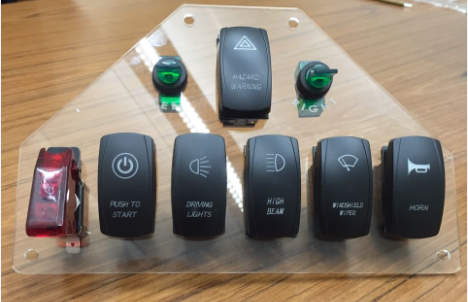 HAZARD
WARNING
PUSH TO
START
DRIVING
LIGHTS
HIGH
BEAM
WINDSHIELD
WIPER
HORN